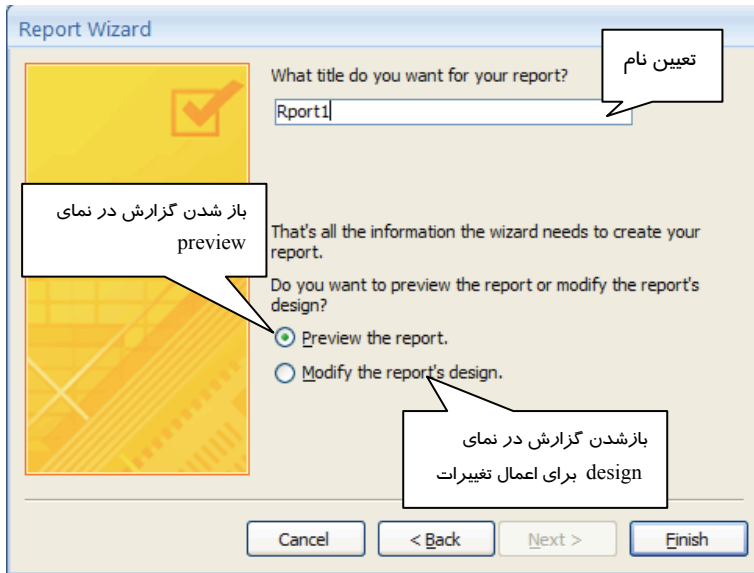 Report Wizard
What title do you want for your report?
تعیین نام
Rport1
باز شدن گزارش در نمای
preview
That's all the information the wizard needs to create your
report.
Do you want to preview the report or modify the report's
design?
Preview the report.
Modify the report's design.
بازشدن گزارش در نمای
design برای اعمال تغییرات
Cancel
< Back
Next >
Finish